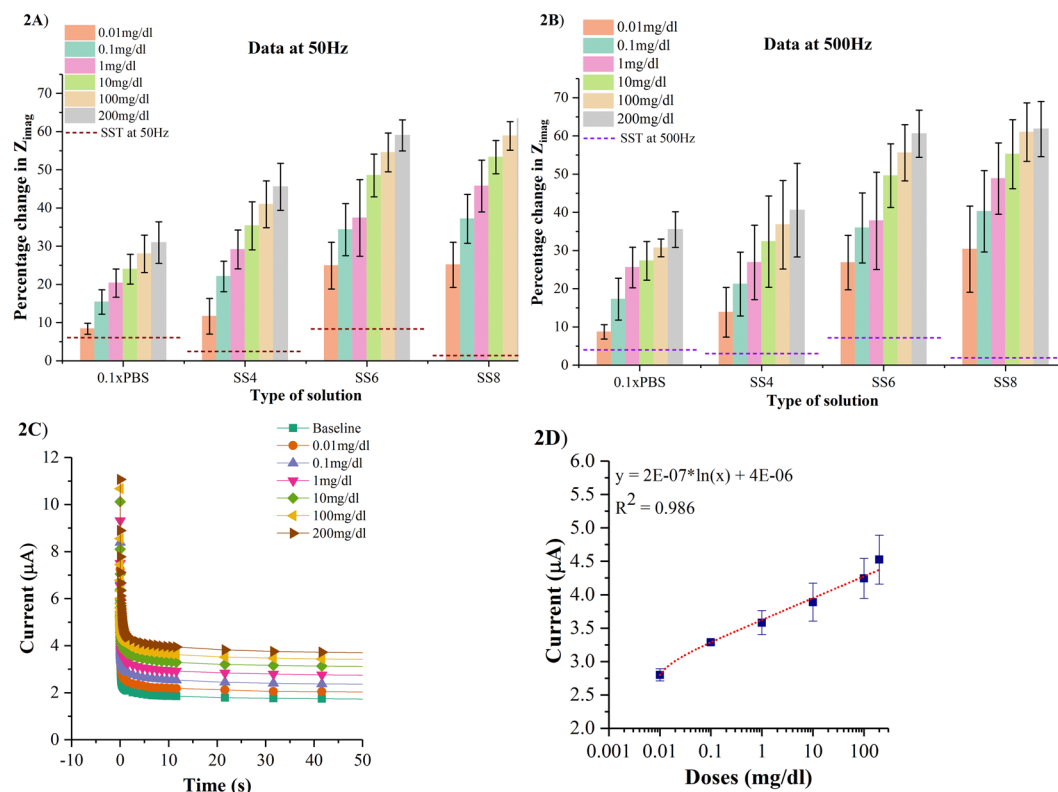 2A)
0.01mg/dl
0.1mg/dl
1mg/dl
10mg/dl
100mg/dl
200mg/dl
SST at 50Hz
Data at 50Hz
Percentage change in Z_imag
70
60
50
40
30
20
10
0
0.1xPBS SS4 SS6 SS8
Type of solution
2B)
0.01mg/dl
0.1mg/dl
1mg/dl
10mg/dl
100mg/dl
200mg/dl
SST at 500Hz
Data at 500Hz
Percentage change in Z_imag
70
60
50
40
30
20
10
0
0.1xPBS SS4 SS6 SS8
Type of solution
2C)
Baseline
0.01mg/dl
0.1mg/dl
1mg/dl
10mg/dl
100mg/dl
200mg/dl
Current (µA)
12
10
8
6
4
2
0
-10 0 10 20 30 40 50
Time (s)
2D)
y = 2E-07*ln(x) + 4E-06
R² = 0.986
Current (µA)
6.0
5.5
5.0
4.5
4.0
3.5
3.0
2.5
2.0
0.001 0.01 0.1 1 10 100
Doses (mg/dl)